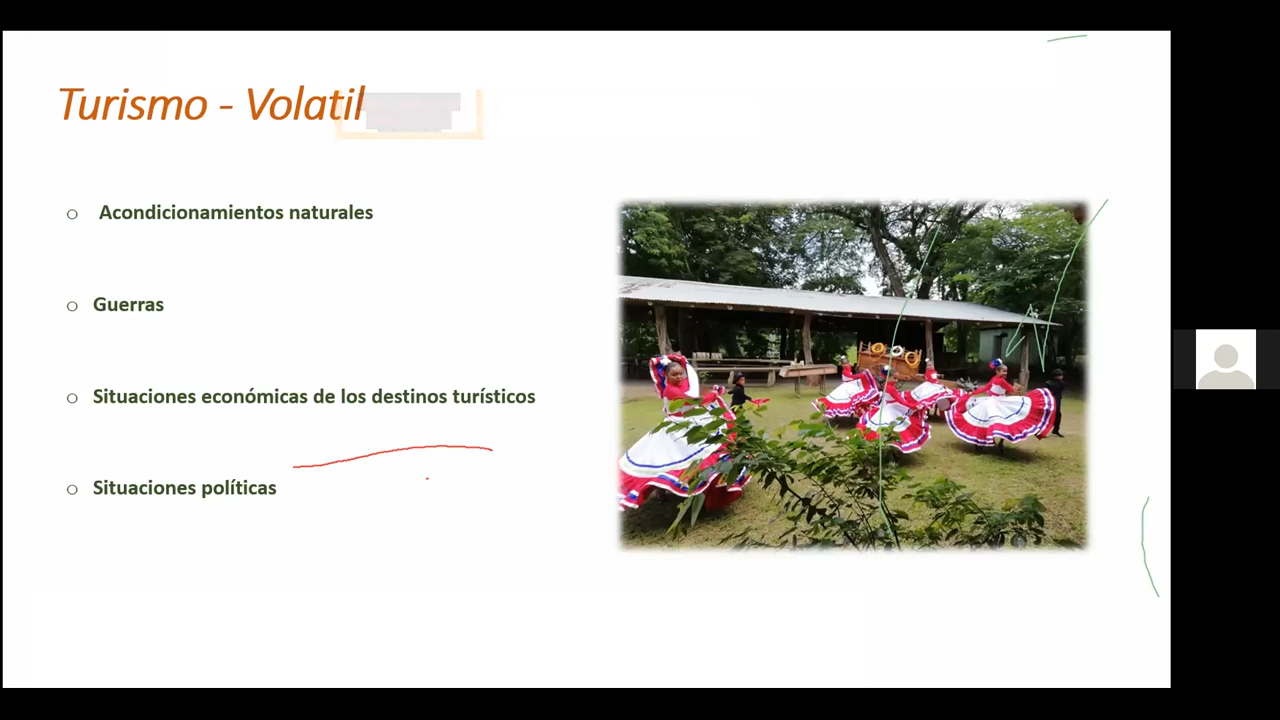 Turismo - Volatil
Acondicionamientos naturales
Guerras
Situaciones económicas de los destinos turísticos
Situaciones políticas